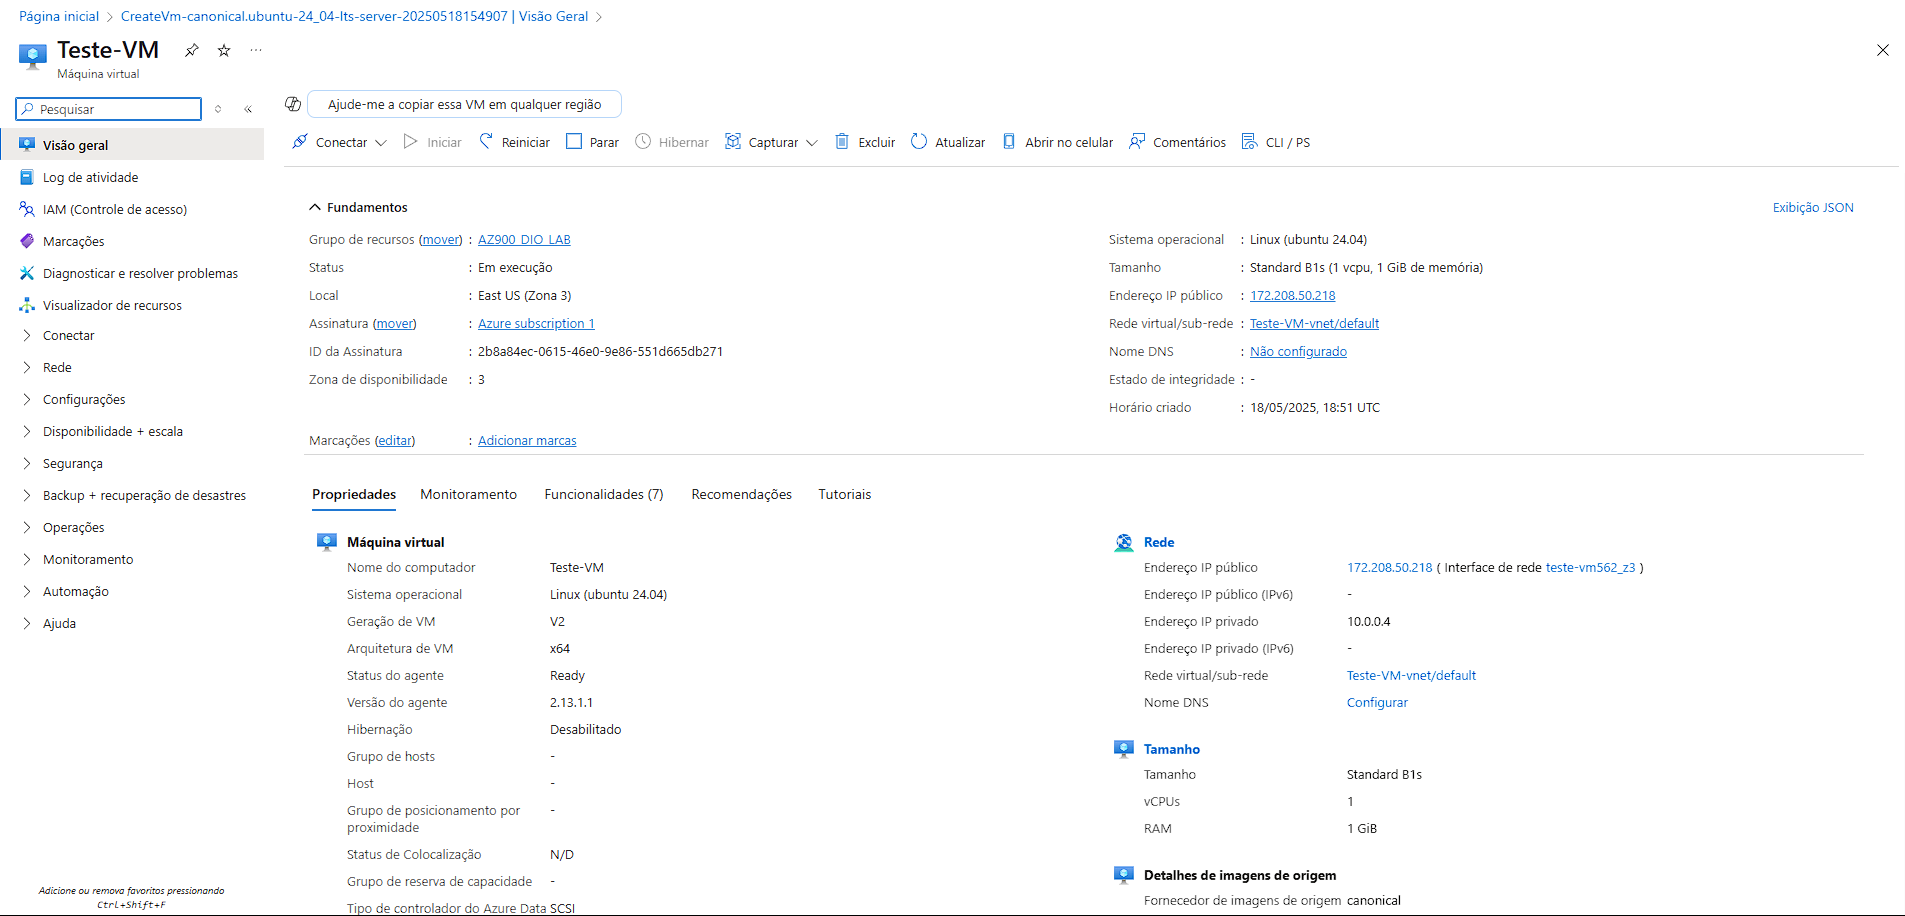 Página inicial > CreateVm-canonical.ubuntu-24_04-lts-server-20250518154907 | Visão Geral >
Teste-VM
Máquina virtual
Pesquisar
Visão geral
Log de atividade
IAM (Controle de acesso)
Marcações
Diagnosticar e resolver problemas
Visualizador de recursos
Conectar
Rede
Configurações
Disponibilidade + escala
Segurança
Backup + recuperação de desastres
Operações
Monitoramento
Automação
Ajuda
Adicione ou remova favoritos pressionando
Ctrl+Shift+F
Ajude-me a copiar essa VM em qualquer região
Conectar Iniciar Reiniciar Parar Hibernar Capturar Excluir Atualizar Abrir no celular Comentários CLI / PS
Fundamentos
Exibição JSON
Grupo de recursos (mover) : AZ900_DIO_LAB
Status : Em execução
Local : East US (Zona 3)
Assinatura (mover) : Azure subscription 1
ID da Assinatura : 2b8a84ec-0615-46e0-9e86-551d665db271
Zona de disponibilidade : 3
Sistema operacional : Linux (ubuntu 24.04)
Tamanho : Standard B1s (1 vcpu, 1 GiB de memória)
Endereço IP público : 172.208.50.218
Rede virtual/sub-rede : Teste-VM-vnet/default
Nome DNS : Não configurado
Estado de integridade : -
Horário criado : 18/05/2025, 18:51 UTC
Marcações (editar) : Adicionar marcas
Propriedades Monitoramento Funcionalidades (7) Recomendações Tutoriais
Máquina virtual
Nome do computador Teste-VM
Sistema operacional Linux (ubuntu 24.04)
Geração de VM V2
Arquitetura de VM x64
Status do agente Ready
Versão do agente 2.13.1.1
Hibernação Desabilitado
Grupo de hosts -
Host -
Grupo de posicionamento por -
proximidade
Status de Colocalização N/D
Grupo de reserva de capacidade -
Tipo de controlador do Azure Data SCSI
Rede
Endereço IP público 172.208.50.218 ( Interface de rede teste-vm562_z3 )
Endereço IP público (IPv6) -
Endereço IP privado 10.0.0.4
Endereço IP privado (IPv6) -
Rede virtual/sub-rede Teste-VM-vnet/default
Nome DNS Configurar
Tamanho
Tamanho Standard B1s
vCPUs 1
RAM 1 GiB
Detalhes de imagens de origem
Fornecedor de imagens de origem canonical